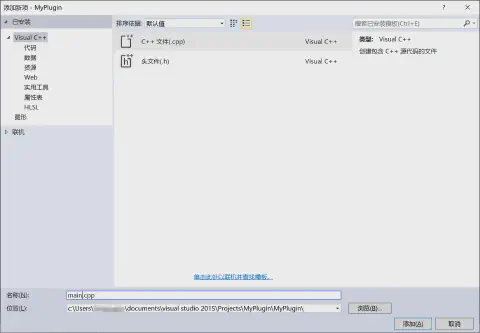 添加新项 - MyPlugin
已安装
排序依据: 默认值
搜索已安装模板(Ctrl+E)
Visual C++
代码
数据
资源
Web
实用工具
属性表
HLSL
图形
联机
C++ 文件(.cpp) Visual C++
头文件(.h) Visual C++
类型: Visual C++
创建包含 C++ 源代码的文件
单击此处以联机并查找模板。
名称(N): main.cpp
位置(L): c:\Users\ \documents\visual studio 2015\Projects\MyPlugin\MyPlugin\
浏览(B)...
添加(A) 取消